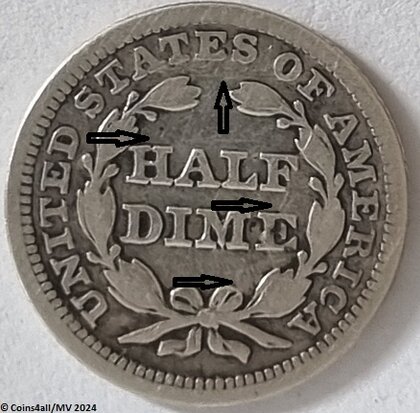 UNITED STATES OF AMERICA
HALF
DIME
© Coins4all/MV 2024